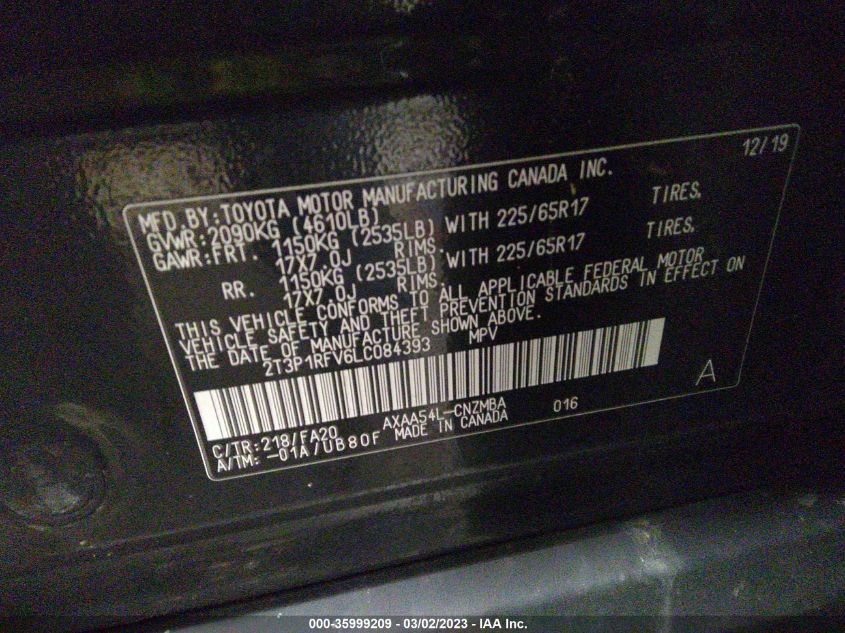 12/19
MFD. BY: TOYOTA MOTOR MANUFACTURING CANADA INC.
GVWR: 2090KG (4610LB)
GAWR: FRT. 1150KG (2535LB) WITH 225/65R17 TIRES,
17X7.0J RIMS.
RR. 1150KG (2535LB) WITH 225/65R17 TIRES,
17X7.0J RIMS.
THIS VEHICLE CONFORMS TO ALL APPLICABLE FEDERAL MOTOR
VEHICLE SAFETY AND THEFT PREVENTION STANDARDS IN EFFECT ON
THE DATE OF MANUFACTURE SHOWN ABOVE.
2T3P1RFV6LC084393 MPV
A
C/TR: 218/FA20 AXAA54L-CNZMBA 016
A/TM: -01A/UB80F MADE IN CANADA
000-35999209 - 03/02/2023 - IAA Inc.